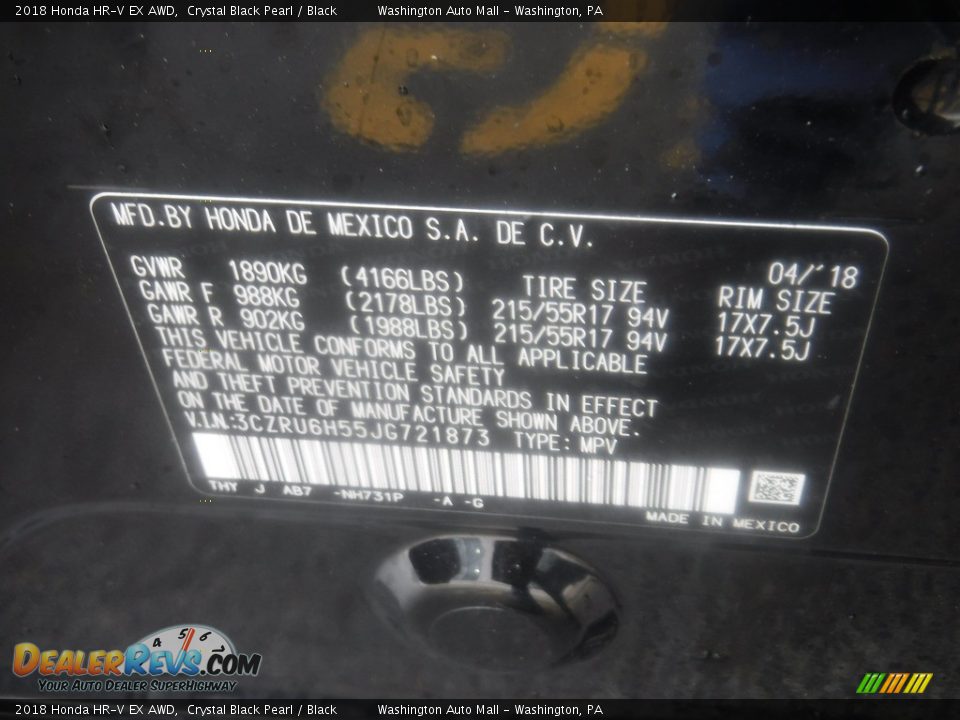 2018 Honda HR-V EX AWD, Crystal Black Pearl / Black Washington Auto Mall - Washington, PA
MFD.BY HONDA DE MEXICO S.A. DE C.V.
04/'18
GVWR 1890KG (4166LBS) TIRE SIZE RIM SIZE
GAWR F 988KG (2178LBS) 215/55R17 94V 17X7.5J
GAWR R 902KG (1988LBS) 215/55R17 94V 17X7.5J
THIS VEHICLE CONFORMS TO ALL APPLICABLE
FEDERAL MOTOR VEHICLE SAFETY
AND THEFT PREVENTION STANDARDS IN EFFECT
ON THE DATE OF MANUFACTURE SHOWN ABOVE.
V.I.N:3CZRU6H55JG721873 TYPE: MPV
THY J AB7 -NH731P -A -G
MADE IN MEXICO
4 5 6 7
DEALERREVS.COM
YOUR AUTO DEALER SUPERHIGHWAY
2018 Honda HR-V EX AWD, Crystal Black Pearl / Black Washington Auto Mall - Washington, PA